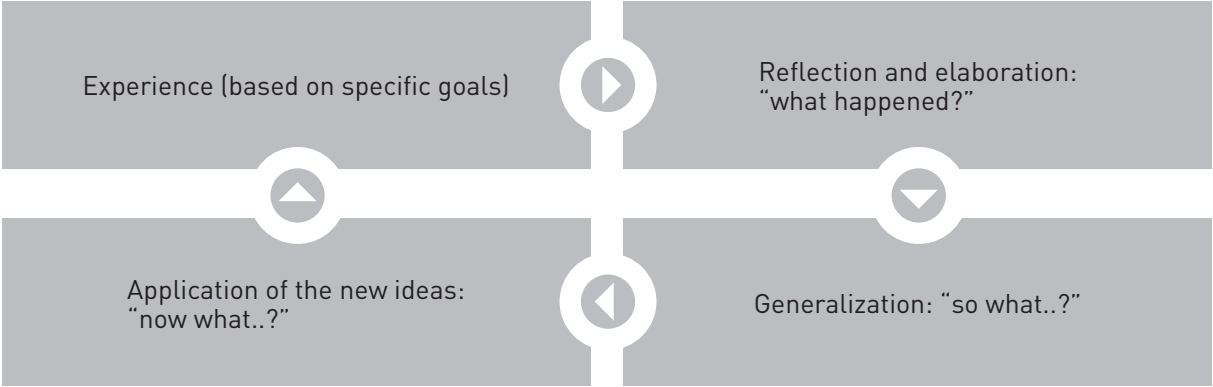 Experience (based on specific goals)
Reflection and elaboration:
“what happened?”
Application of the new ideas:
“now what..?”
Generalization: “so what..?”